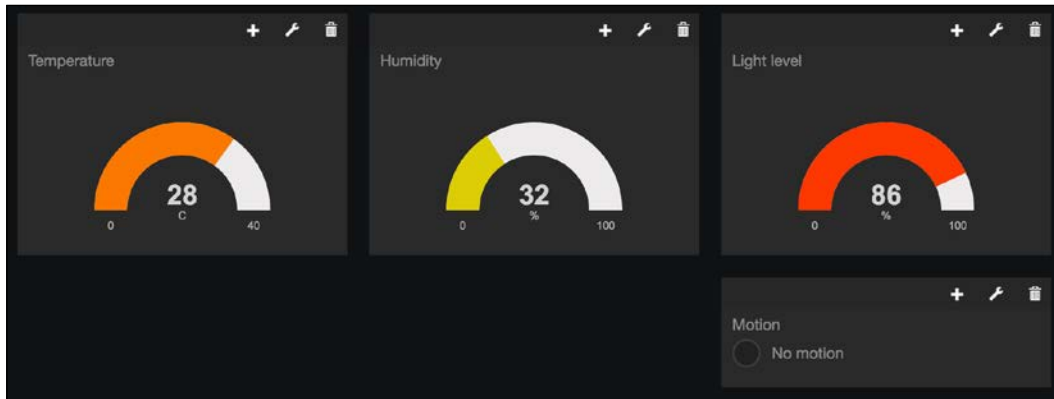 Temperature
28
C
0 40
Humidity
32
%
0 100
Light level
86
%
0 100
Motion
No motion